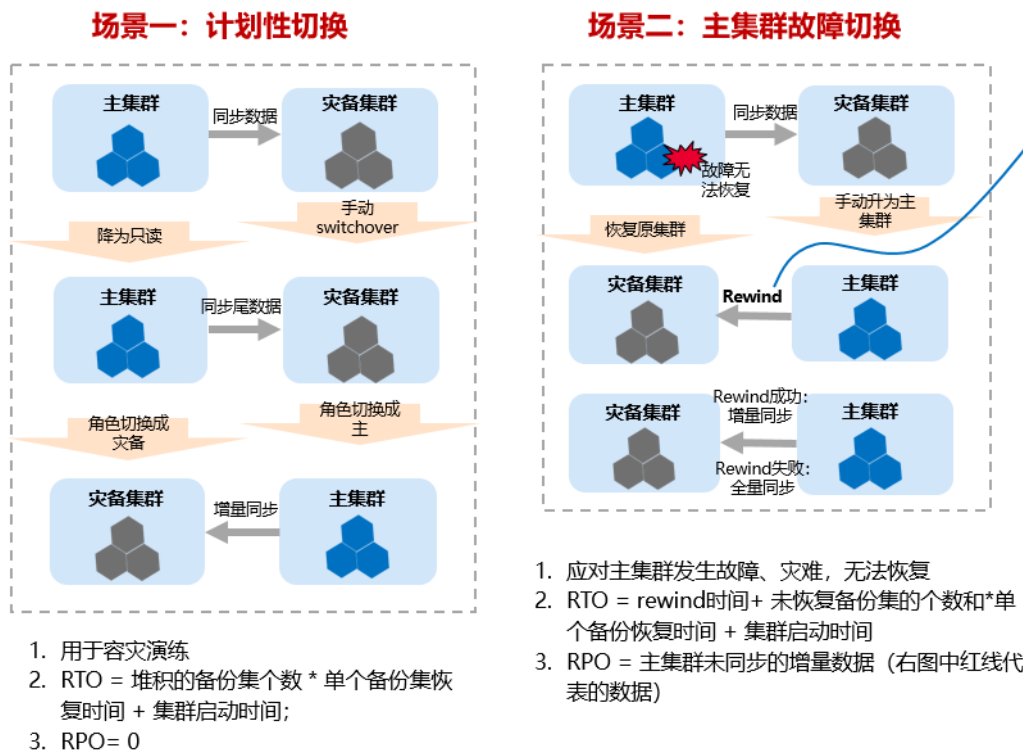 场景一：计划性切换
主集群
同步数据
灾备集群
降为只读
手动
switchover
主集群
同步尾数据
灾备集群
角色切换成
灾备
角色切换成
主
灾备集群
增量同步
主集群
1. 用于容灾演练
2. RTO = 堆积的备份集个数 * 单个备份集恢
复时间 + 集群启动时间；
3. RPO= 0
场景二：主集群故障切换
主集群
故障无
法恢复
同步数据
灾备集群
恢复原集群
手动升为主
集群
灾备集群
Rewind
主集群
灾备集群
Rewind成功：
增量同步
Rewind失败：
全量同步
主集群
1. 应对主集群发生故障、灾难，无法恢复
2. RTO = rewind时间+ 未恢复备份集的个数和*单
个备份恢复时间 + 集群启动时间
3. RPO = 主集群未同步的增量数据（右图中红线代
表的数据）